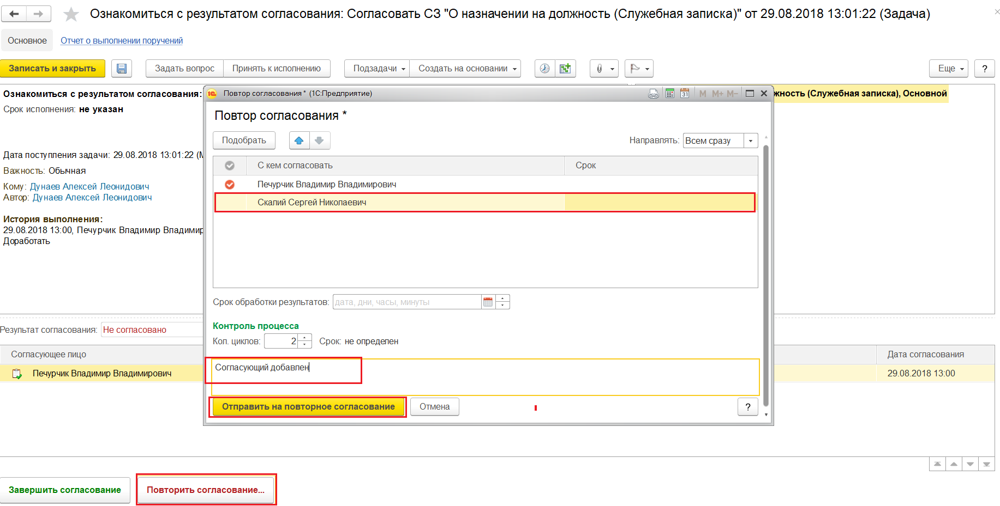 Ознакомиться с результатом согласования: Согласовать СЗ "О назначении на должность (Служебная записка)" от 29.08.2018 13:01:22 (Задача)
Основное Отчет о выполнении поручений
Записать и закрыть Задать вопрос Принять к исполнению Подзадачи Создать на основании Еще ?
Ознакомиться с результатом согласования:
Срок исполнения: не указан
Дата поступления задачи: 29.08.2018 13:01:22
Важность: Обычная
Кому: Дунаев Алексей Леонидович
Автор: Дунаев Алексей Леонидович
История выполнения:
29.08.2018 13:00, Печурчик Владимир Владимир
Доработать
жность (Служебная записка), Основной
1С Повтор согласования * (1С:Предприятие) 31 M M+ M-
Повтор согласования *
Подобрать Направлять: Всем сразу
С кем согласовать Срок
Печурчик Владимир Владимирович
Скалий Сергей Николаевич
Срок обработки результатов: дата, дни, часы, минуты
Контроль процесса
Кол. циклов: 2 Срок: не определен
Согласующий добавлен
Отправить на повторное согласование Отмена ?
Результат согласования: Не согласовано
Согласующее лицо Дата согласования
Печурчик Владимир Владимирович 29.08.2018 13:00
Завершить согласование Повторить согласование...